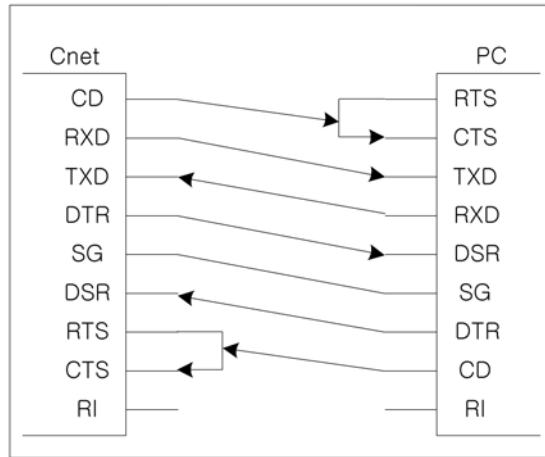 Cnet PC
CD RTS
RXD CTS
TXD TXD
DTR RXD
SG DSR
DSR SG
RTS DTR
CTS CD
RI RI